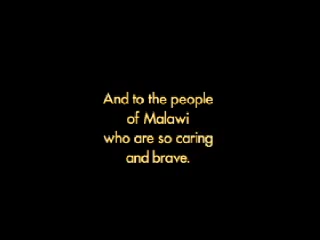 And to the people
of Malawi
who are so caring
and brave.